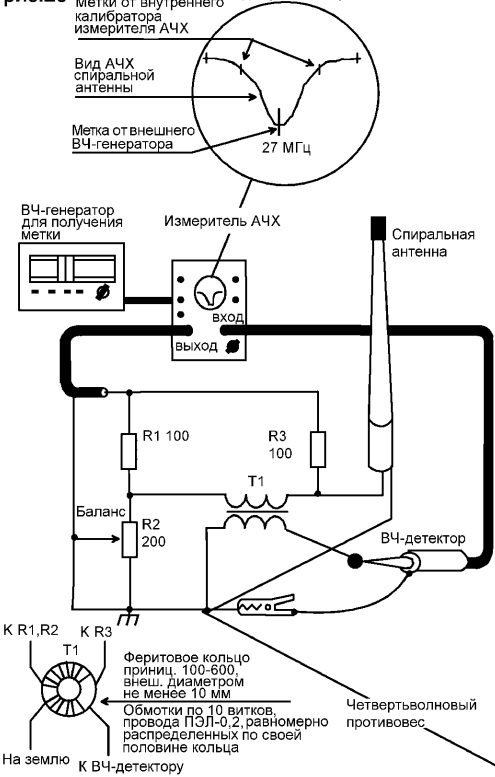 Метки от внутреннего
калибратора
измерителя АЧХ
Вид АЧХ
спиральной
антенны
Метка от внешнего
ВЧ-генератора
27 МГц
ВЧ-генератор
для получения
метки
Измеритель АЧХ
Спиральная
антенна
вход
выход
R1 100
R3
100
T1
Баланс
R2
200
ВЧ-детектор
К R1,R2
К R3
T1
Феритовое кольцо
приниц. 100-600,
внеш. диаметром
не менее 10 мм
Обмотки по 10 витков,
провода ПЭЛ-0,2, равномерно
распределенных по своей
половине кольца
На землю
К ВЧ-детектору
Четвертьволновый
противовес